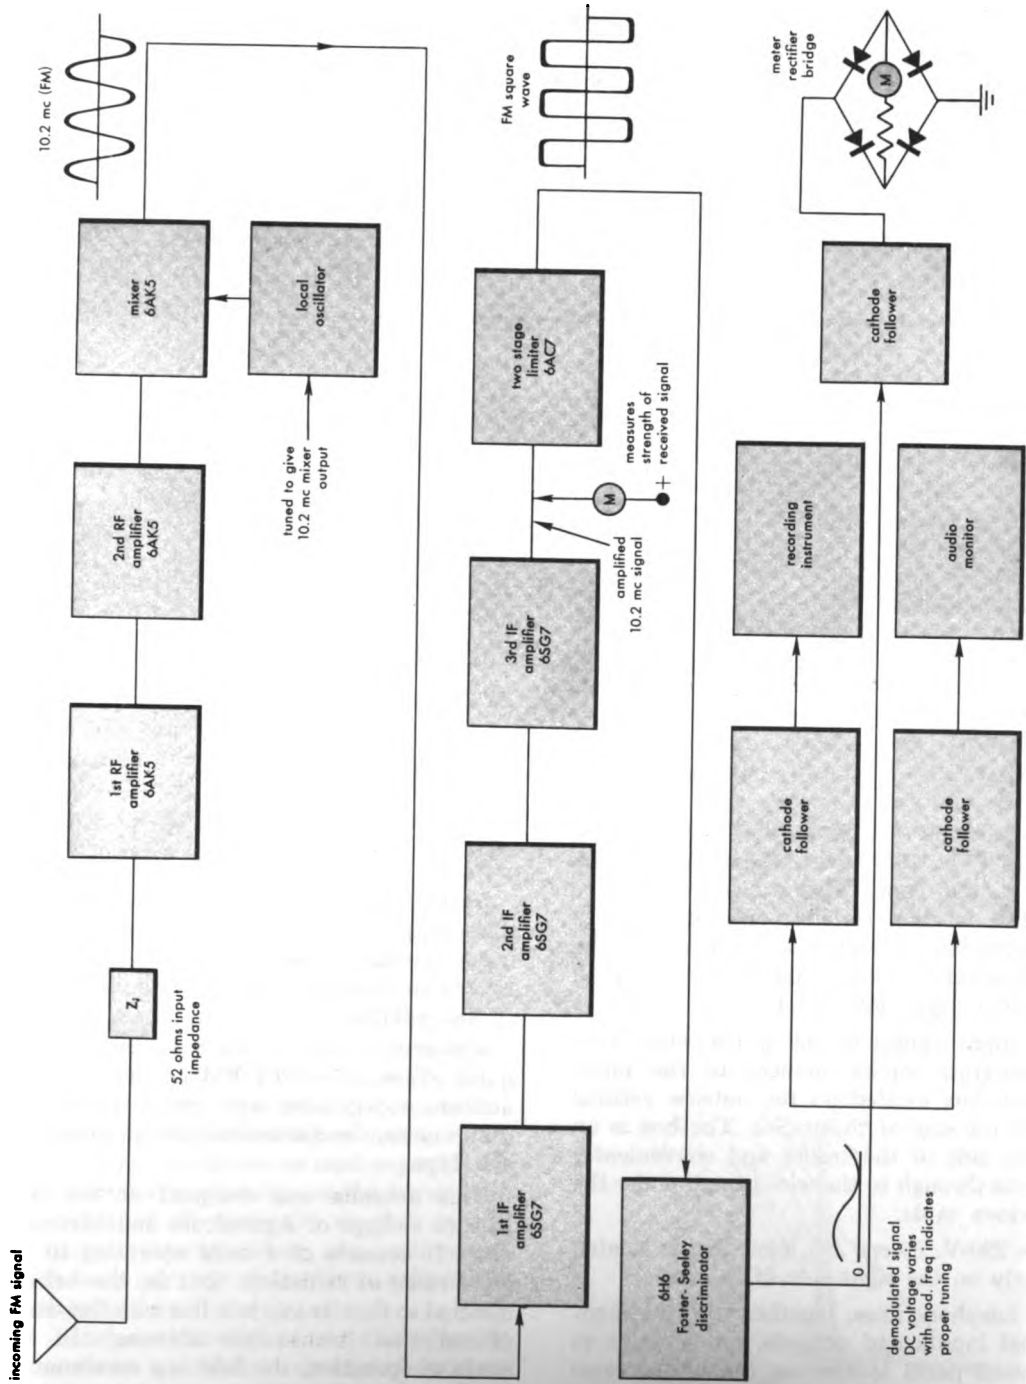 incoming FM signal
52 ohms input
impedance
Zi
1st RF
amplifier
6AK5
2nd RF
amplifier
6AK5
mixer
6AK5
10.2 mc (FM)
tuned to give
10.2 mc mixer
output
local
oscillator
1st IF
amplifier
6SG7
2nd IF
amplifier
6SG7
3rd IF
amplifier
6SG7
amplified
10.2 mc signal
M
measures
strength of
+ received signal
two stage
limiter
6AC7
FM square
wave
6H6
Foster-Seeley
discriminator
0
demodulated signal
DC voltage varies
with mod. freq indicates
proper tuning
cathode
follower
recording
instrument
cathode
follower
audio
monitor
cathode
follower
meter
rectifier
bridge
M